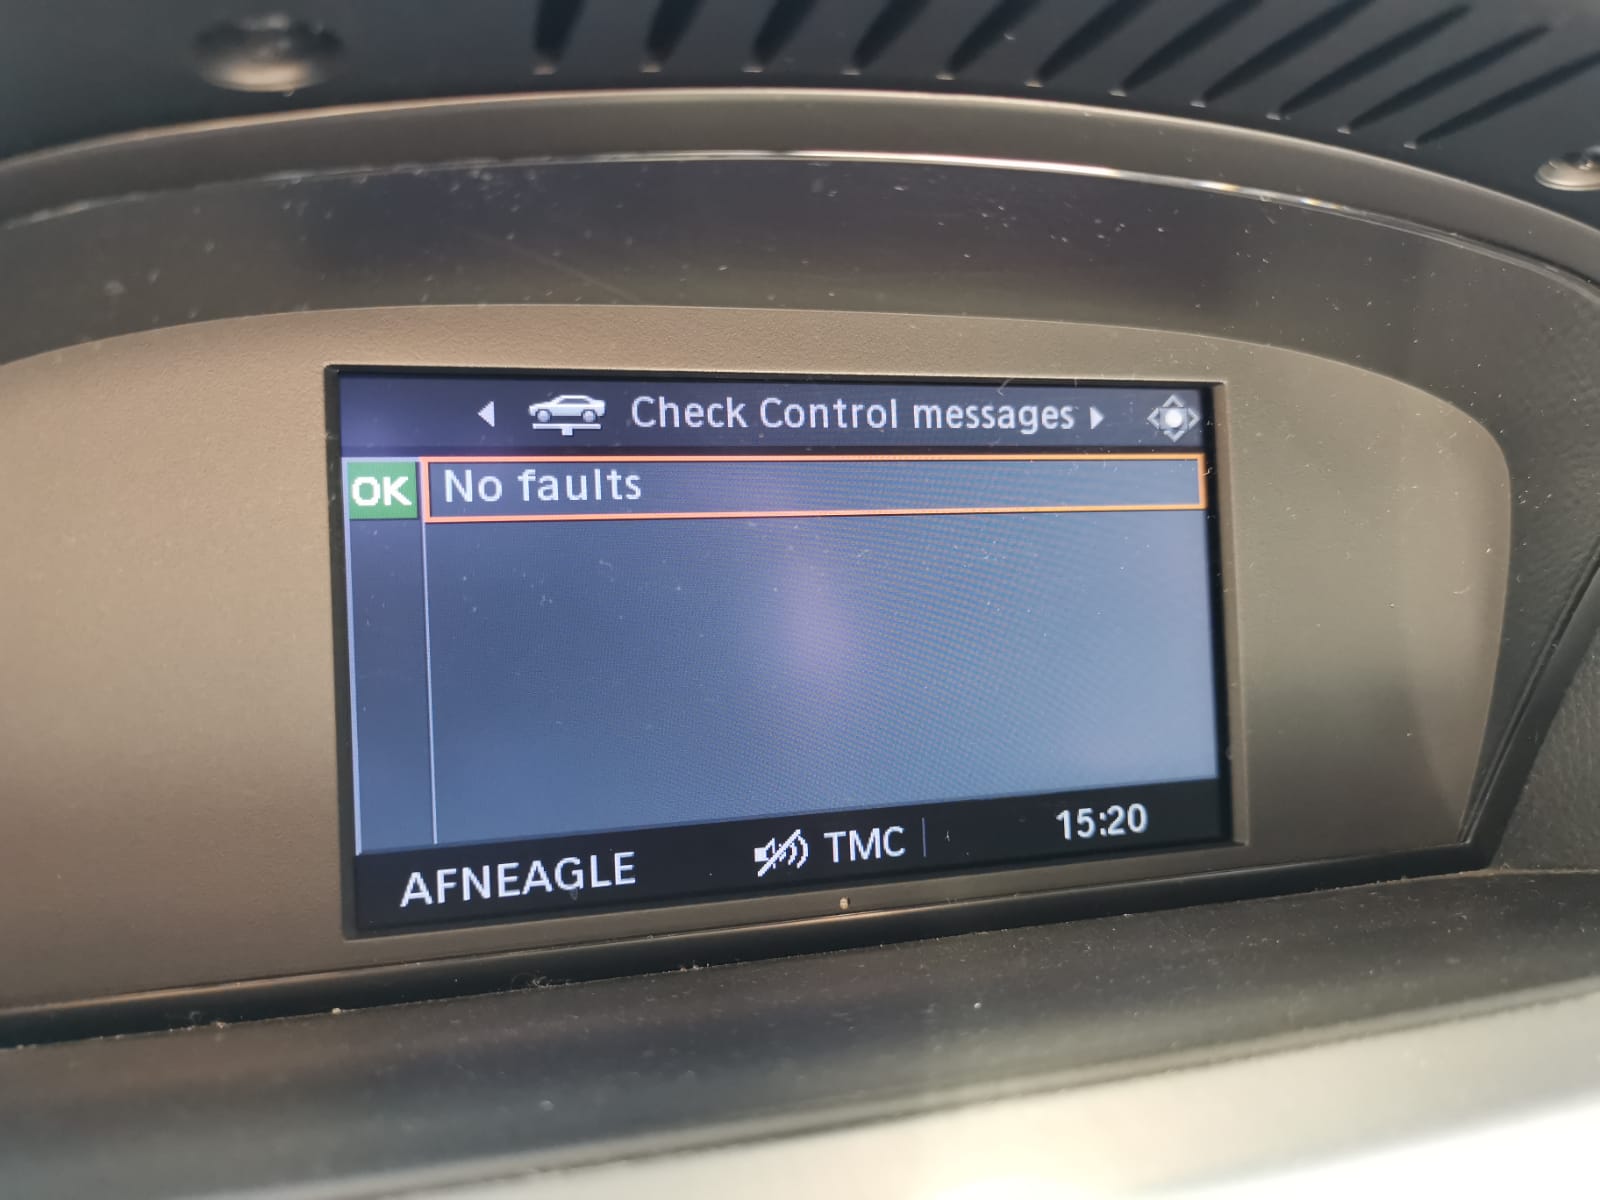 Check Control messages
OK No faults
AFNEAGLE TMC 15:20